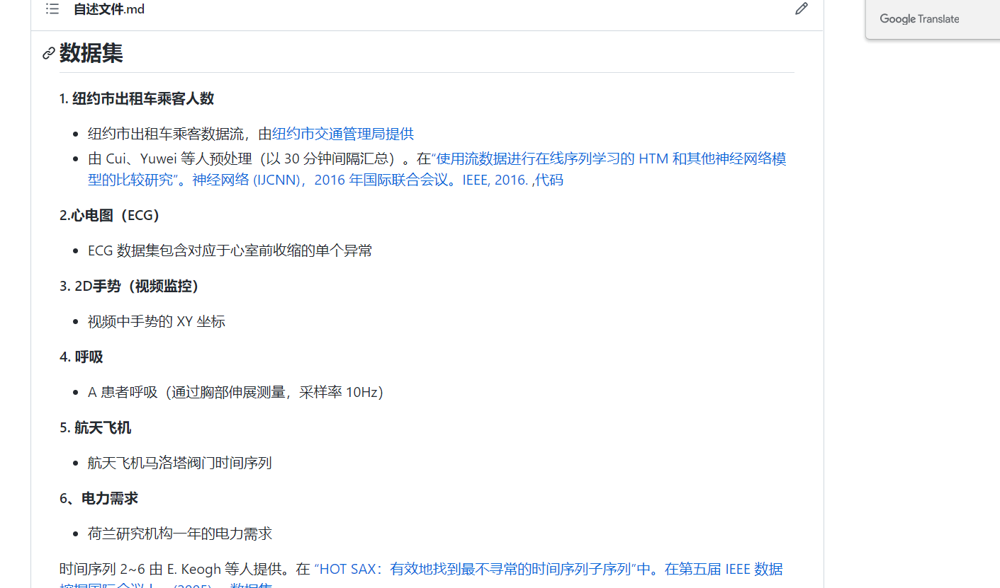 自述文件.md
Google Translate
数据集
1. 纽约市出租车乘客人数
纽约市出租车乘客数据流，由纽约市交通管理局提供
由 Cui、Yuwei 等人预处理（以 30 分钟间隔汇总）。在“使用流数据进行在线序列学习的 HTM 和其他神经网络模
型的比较研究”。神经网络 (IJCNN)，2016 年国际联合会议。IEEE, 2016. ,代码
2.心电图（ECG）
ECG 数据集包含对应于心室前收缩的单个异常
3. 2D手势（视频监控）
视频中手势的 XY 坐标
4. 呼吸
A 患者呼吸（通过胸部伸展测量，采样率 10Hz）
5. 航天飞机
航天飞机马洛塔阀门时间序列
6、电力需求
荷兰研究机构一年的电力需求
时间序列 2~6 由 E. Keogh 等人提供。在 “HOT SAX：有效地找到最不寻常的时间序列子序列”中。在第五届 IEEE 数据